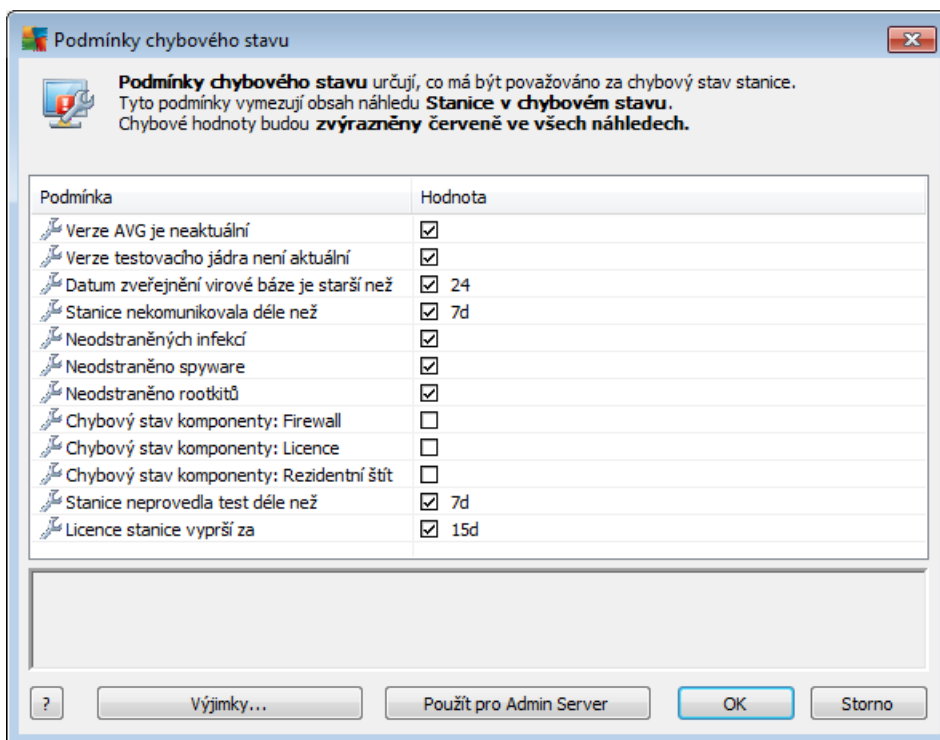 Podmínky chybového stavu
Podmínky chybového stavu určují, co má být považováno za chybový stav stanice.
Tyto podmínky vymezují obsah náhledu Stanice v chybovém stavu.
Chybové hodnoty budou zvýrazněny červeně ve všech náhledech.
Podmínka Hodnota
Verze AVG je neaktuální
Verze testovacího jádra není aktuální
Datum zveřejnění virové báze je starší než 24
Stanice nekomunikovala déle než 7d
Neodstraněných infekcí
Neodstraněno spyware
Neodstraněno rootkitů
Chybový stav komponenty: Firewall
Chybový stav komponenty: Licence
Chybový stav komponenty: Rezidentní štít
Stanice neprovedla test déle než 7d
Licence stanice vyprší za 15d
? Výjimky... Použít pro Admin Server OK Storno